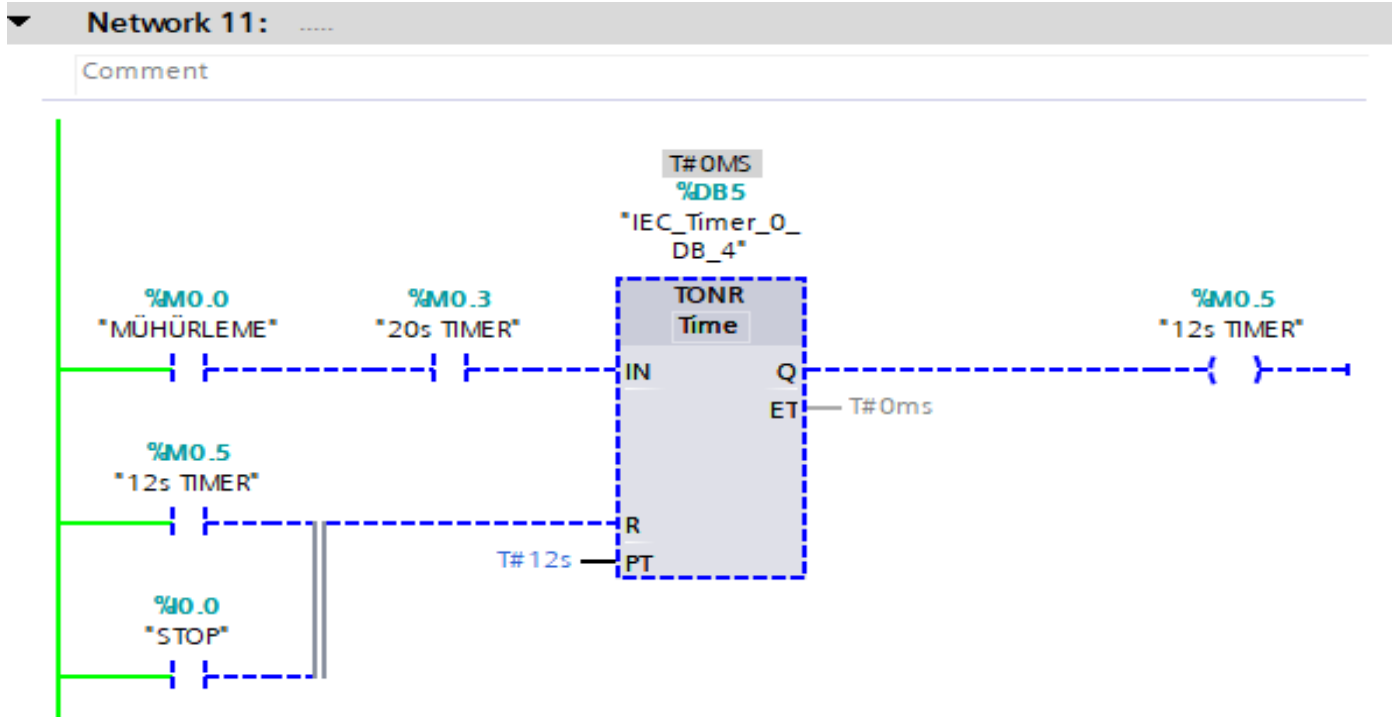 Network 11: .....
Comment
T#0MS
%DB5
"IEC_Timer_0_
DB_4"
%M0.0
"MÜHÜRLEME"
%M0.3
"20s TIMER"
TONR
Time
%M0.5
"12s TIMER"
IN
Q
ET
T#0ms
%M0.5
"12s TIMER"
R
T#12s
PT
%I0.0
"STOP"